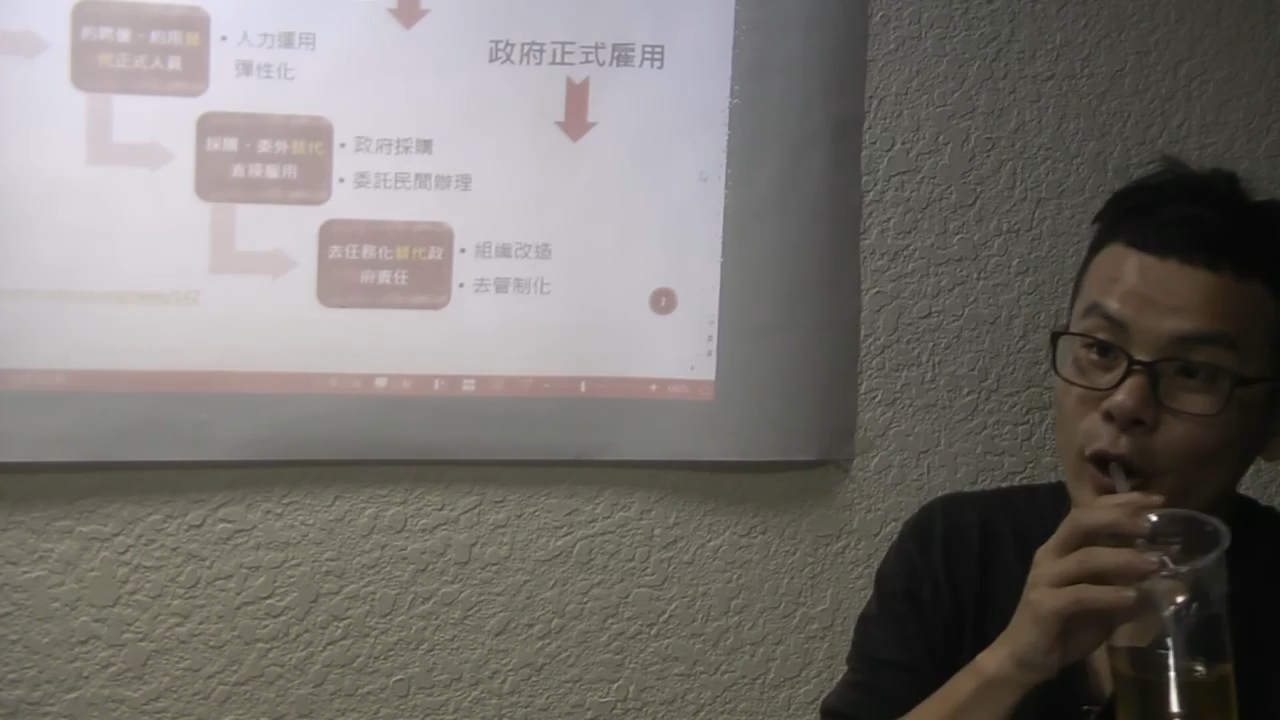 約聘僱、約用替
代正式人員
• 人力運用
彈性化
政府正式雇用
採購、委外替代
直接雇用
• 政府採購
• 委託民間辦理
去任務化替代政
府責任
• 組織改造
• 去管制化
7